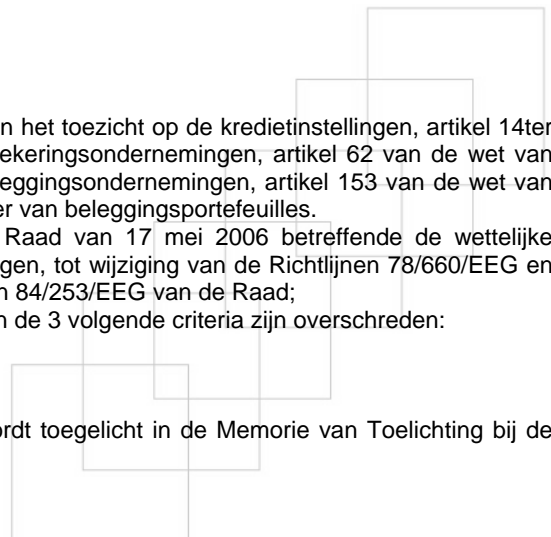 n het toezicht op de kredietinstellingen, artikel 14ter
ekeringsondernemingen, artikel 62 van de wet van
leggingsondernemingen, artikel 153 van de wet van
er van beleggingsportefeuilles.
Raad van 17 mei 2006 betreffende de wettelijke
gen, tot wijziging van de Richtlijnen 78/660/EEG en
n 84/253/EEG van de Raad;
n de 3 volgende criteria zijn overschreden:
ordt toegelicht in de Memorie van Toelichting bij de